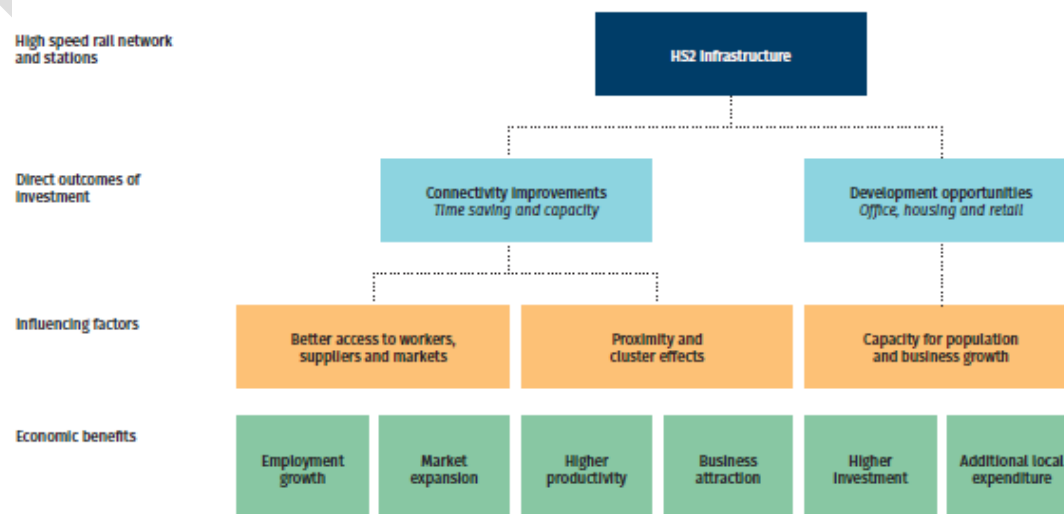 High speed rail network
and stations
HS2 Infrastructure
Direct outcomes of
investment
Connectivity improvements
Time saving and capacity
Development opportunities
Office, housing and retail
Influencing factors
Better access to workers,
suppliers and markets
Proximity and
cluster effects
Capacity for population
and business growth
Economic benefits
Employment
growth
Market
expansion
Higher
productivity
Business
attraction
Higher
investment
Additional local
expenditure